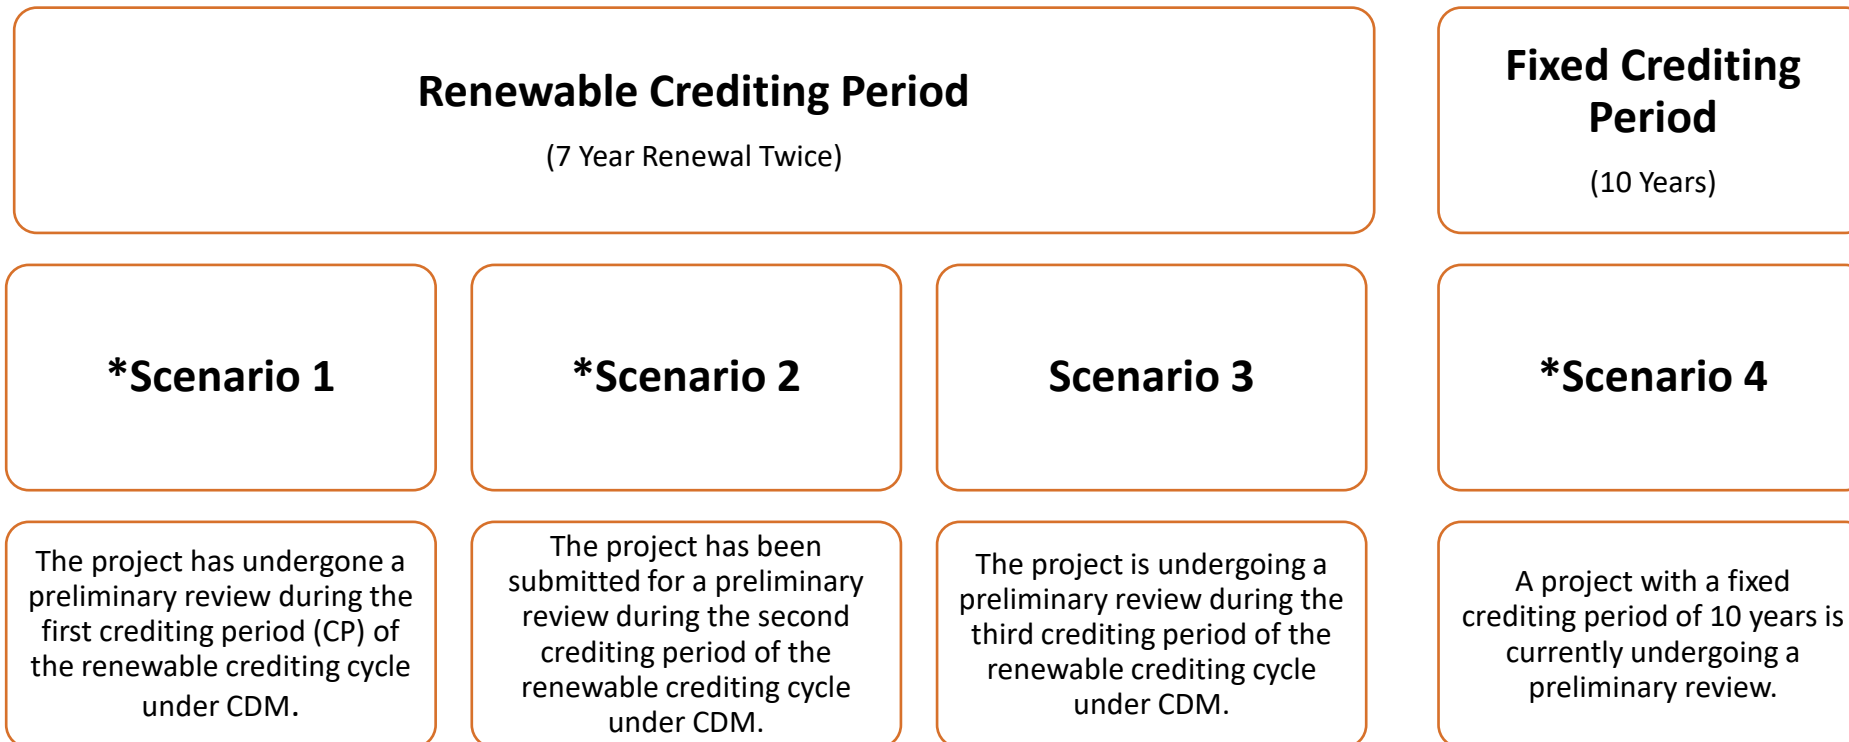 Renewable Crediting Period
(7 Year Renewal Twice)
Fixed Crediting
Period
(10 Years)
*Scenario 1
*Scenario 2
Scenario 3
*Scenario 4
The project has undergone a
preliminary review during the
first crediting period (CP) of
the renewable crediting cycle
under CDM.
The project has been
submitted for a preliminary
review during the second
crediting period of the
renewable crediting cycle
under CDM.
The project is undergoing a
preliminary review during the
third crediting period of the
renewable crediting cycle
under CDM.
A project with a fixed
crediting period of 10 years is
currently undergoing a
preliminary review.